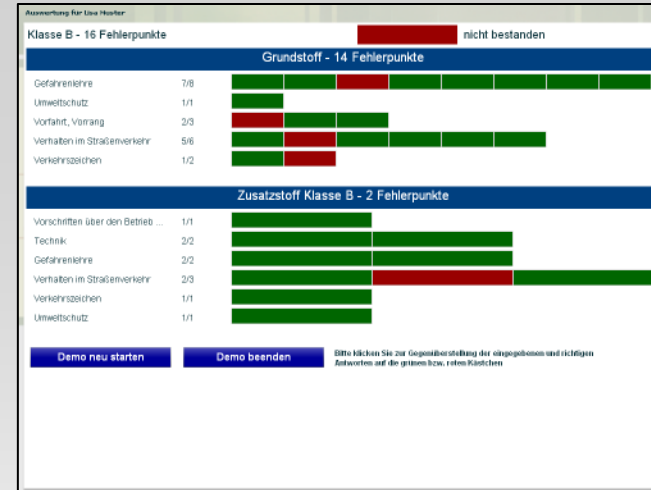 Auswertung für Lisa Muster
Klasse B - 16 Fehlerpunkte nicht bestanden
Grundstoff - 14 Fehlerpunkte
Gefahrenlehre 7/8
Umweltschutz 1/1
Vorfahrt, Vorrang 2/3
Verhalten im Straßenverkehr 5/6
Verkehrszeichen 1/2
Zusatzstoff Klasse B - 2 Fehlerpunkte
Vorschriften über den Betrieb ... 1/1
Technik 2/2
Gefahrenlehre 2/2
Verhalten im Straßenverkehr 2/3
Verkehrszeichen 1/1
Umweltschutz 1/1
Demo neu starten Demo beenden
Bitte klicken Sie zur Gegenüberstellung der eingegebenen und richtigen
Antworten auf die grünen bzw. roten Kästchen